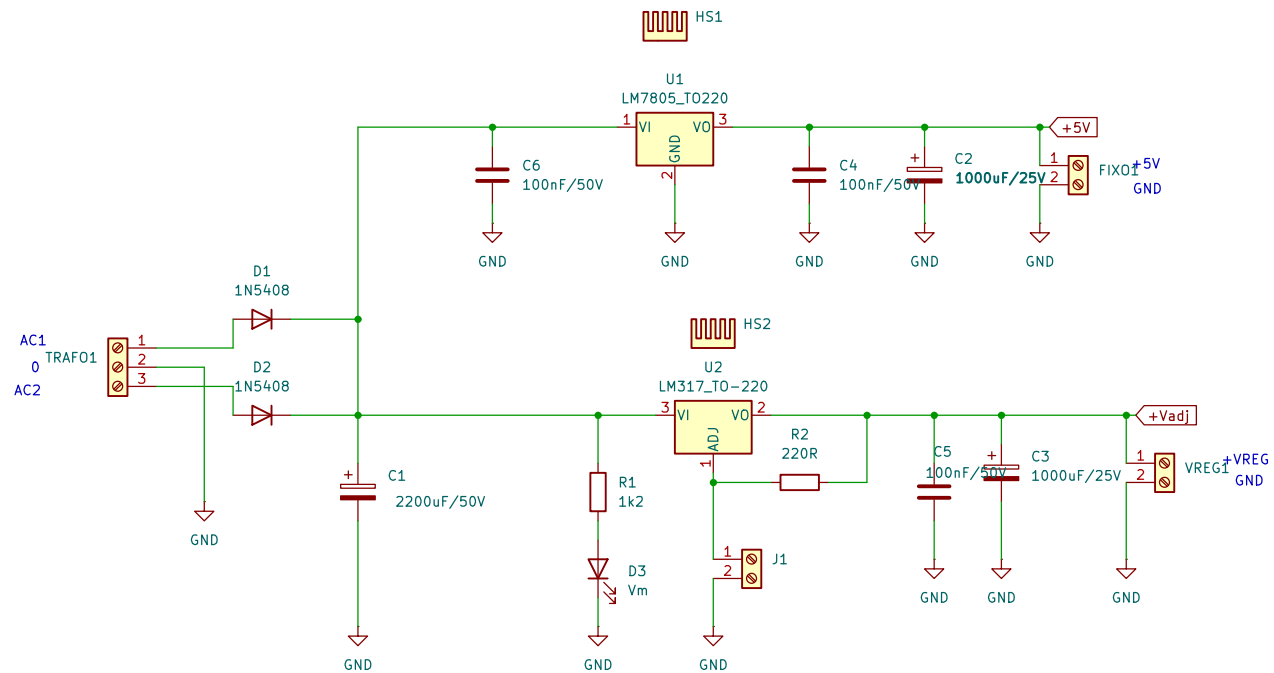 HS1
U1
LM7805_TO220
1 VI VO 3
GND
2
+5V
C6
100nF/50V
C4
100nF/50V
C2
1000uF/25V
1
2
FIXO1
+5V
GND
GND
GND
GND
GND
GND
D1
1N5408
AC1
0
AC2
TRAFO1
1
2
3
D2
1N5408
GND
HS2
U2
LM317_TO-220
3 VI VO 2
ADJ
1
+Vadj
R2
220R
C1
2200uF/50V
R1
1k2
C5
100nF/50V
C3
1000uF/25V
1
2
VREG1
+VREG
GND
1
2
J1
D3
Vm
GND
GND
GND
GND
GND
GND